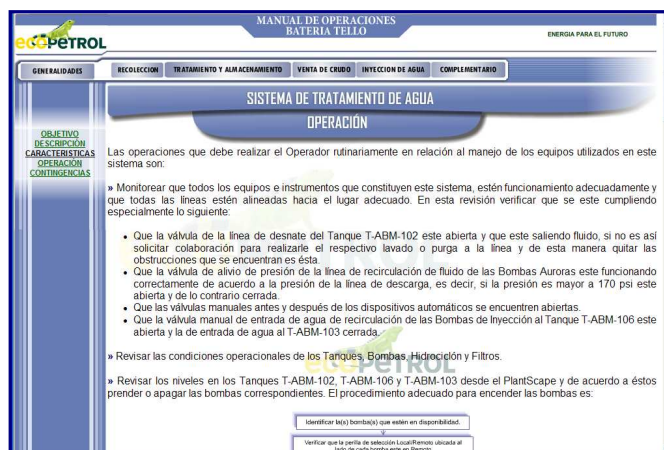 MANUAL DE OPERACIONES
BATERIA TELLO
ecopetrol
ENERGIA PARA EL FUTURO
GENERALIDADES
RECOLECCION
TRATAMIENTO Y ALMACENAMIENTO
VENTA DE CRUDO
INYECCION DE AGUA
COMPLEMENTARIO
SISTEMA DE TRATAMIENTO DE AGUA
OPERACIÓN
OBJETIVO
DESCRIPCIÓN
CARACTERISTICAS
OPERACIÓN
CONTINGENCIAS
Las operaciones que debe realizar el Operador rutinariamente en relación al manejo de los equipos utilizados en este
sistema son:
» Monitorear que todos los equipos e instrumentos que constituyen este sistema, estén funcionamiento adecuadamente y
que todas las líneas estén alineadas hacia el lugar adecuado. En esta revisión verificar que se este cumpliendo
especialmente lo siguiente:
• Que la válvula de la línea de desnate del Tanque T-ABM-102 este abierta y que este saliendo fluido, si no es así
solicitar colaboración para realizarle el respectivo lavado o purga a la línea y de esta manera quitar las
obstrucciones que se encuentran es ésta.
• Que la válvula de alivio de presión de la línea de recirculación de fluido de las Bombas Auroras este funcionando
correctamente de acuerdo a la presión de la línea de descarga, es decir, si la presión es mayor a 170 psi este
abierta y de lo contrario cerrada.
• Que las válvulas manuales antes y después de los dispositivos automáticos se encuentren abiertas.
• Que la válvula manual de entrada de agua de recirculación de las Bombas de Inyección al Tanque T-ABM-106 este
abierta y la de entrada de agua al T-ABM-103 cerrada.
» Revisar las condiciones operacionales de los Tanques, Bombas, Hidrociclón y Filtros.
ecopetrol
» Revisar los niveles en los Tanques T-ABM-102, T-ABM-106 y T-ABM-103 desde el PlantScape y de acuerdo a éstos
prender o apagar las bombas correspondientes. El procedimiento adecuado para encender las bombas es:
Identificar la(s) bomba(s) que estén en disponibilidad.
Verificar que la perilla de selección Local/Remoto ubicada al
lado de cada bomba este en Remoto